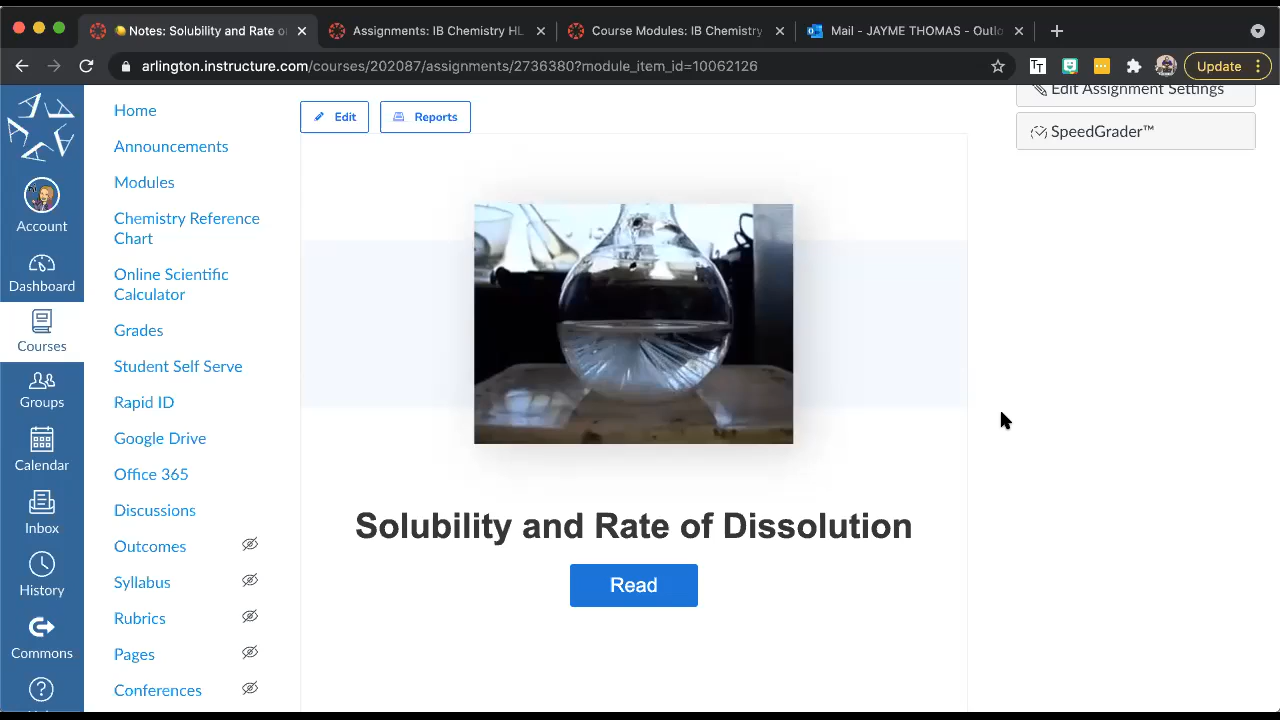 Notes: Solubility and Rate o
Assignments: IB Chemistry HL
Course Modules: IB Chemistry
Mail - JAYME THOMAS - Outlo
arlington.instructure.com/courses/202087/assignments/2736380?module_item_id=10062126
Update
Account
Dashboard
Courses
Groups
Calendar
Inbox
History
Commons
Home
Announcements
Modules
Chemistry Reference
Chart
Online Scientific
Calculator
Grades
Student Self Serve
Rapid ID
Google Drive
Office 365
Discussions
Outcomes
Syllabus
Rubrics
Pages
Conferences
Edit
Reports
Solubility and Rate of Dissolution
Read
Edit Assignment Settings
SpeedGrader™